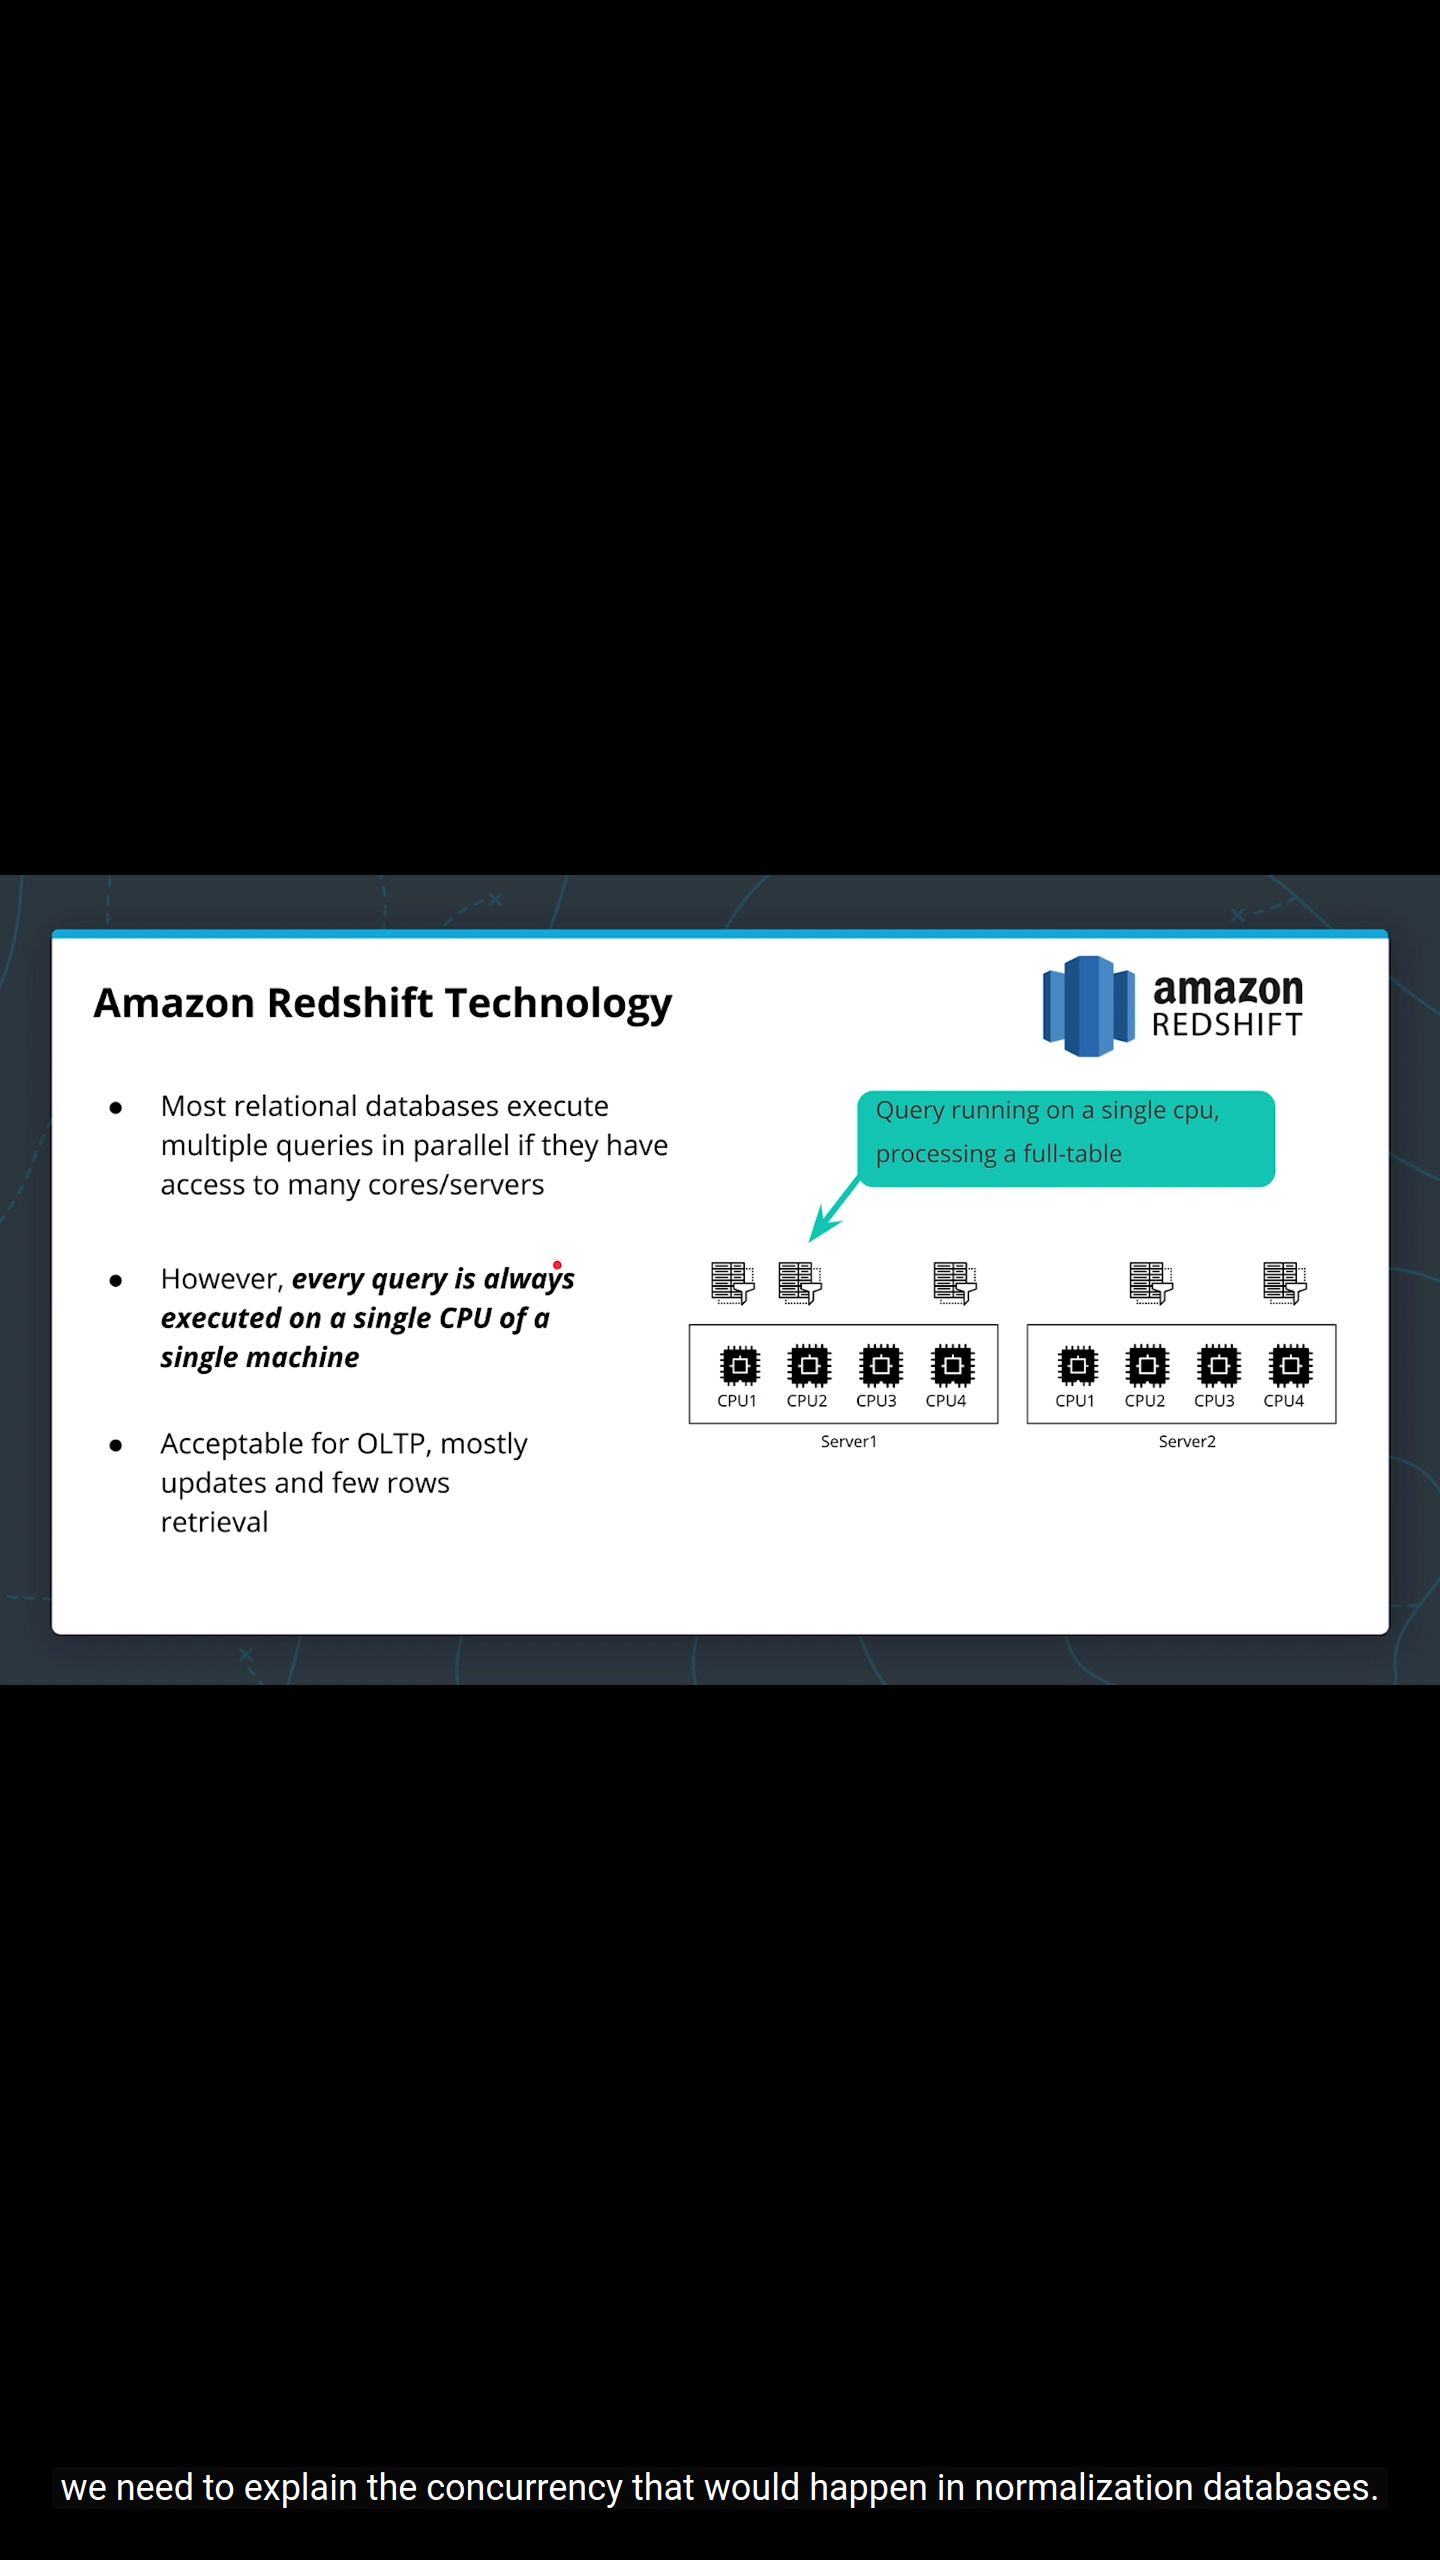 Amazon Redshift Technology
amazon
REDSHIFT
● Most relational databases execute
multiple queries in parallel if they have
access to many cores/servers
● However, every query is always
executed on a single CPU of a
single machine
● Acceptable for OLTP, mostly
updates and few rows
retrieval
Query running on a single cpu,
processing a full-table
CPU1 CPU2 CPU3 CPU4
Server1
CPU1 CPU2 CPU3 CPU4
Server2
we need to explain the concurrency that would happen in normalization databases.